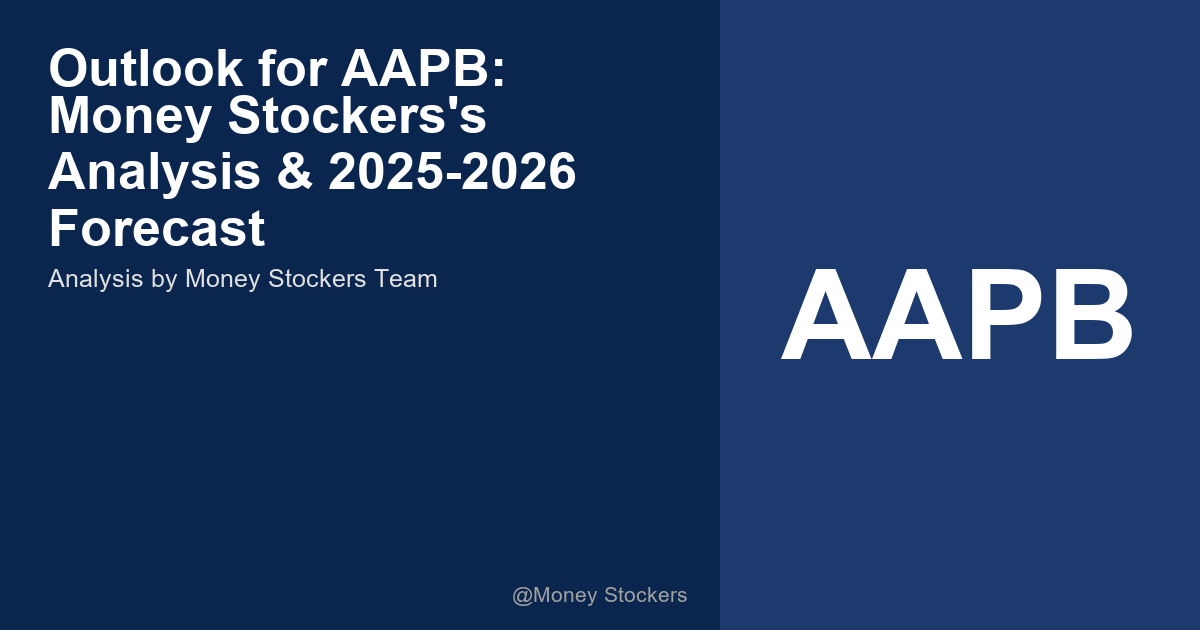 Outlook for AAPB:
Money Stockers's
Analysis & 2025-2026
Forecast
Analysis by Money Stockers Team
AAPB
@Money Stockers